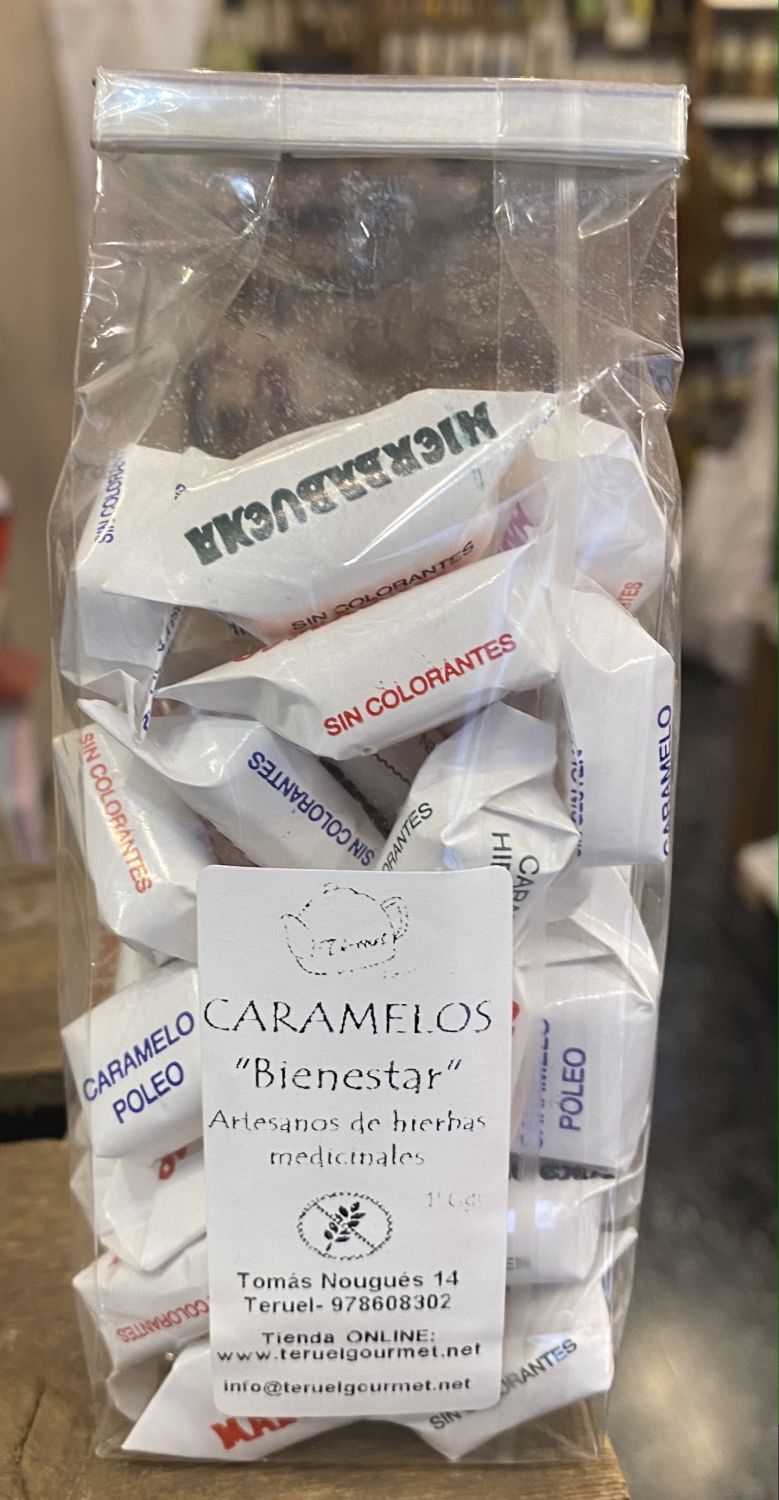 HIERBABUENA
SIN COLORANTES
SIN COLORANTES
SIN COLORANTES
SIN COLORANTES
SIN COLORANTES
CARAMELO
CARAMELO
POLEO
POLEO
CARAMELOS
"Bienestar"
Artesanos de hierbas
medicinales
Tomás Nougués 14
Teruel- 978608302
Tienda ONLINE:
www.teruelgourmet.net
info@teruelgourmet.net